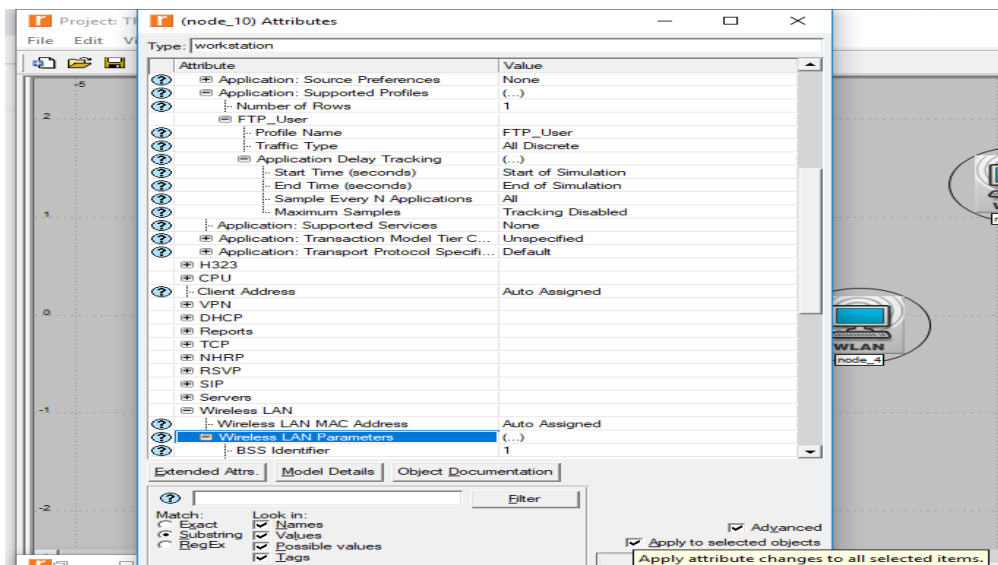 Project: Th
(node_10) Attributes
File Edit Vi
Type: workstation
Attribute Value
Application: Source Preferences None
Application: Supported Profiles (...)
Number of Rows 1
FTP_User
Profile Name FTP_User
Traffic Type All Discrete
Application Delay Tracking (...)
Start Time (seconds) Start of Simulation
End Time (seconds) End of Simulation
Sample Every N Applications All
Maximum Samples Tracking Disabled
Application: Supported Services None
Application: Transaction Model Tier C... Unspecified
Application: Transport Protocol Specifi... Default
H323
CPU
Client Address Auto Assigned
VPN
DHCP
Reports
TCP
NHRP
RSVP
SIP
Servers
Wireless LAN
Wireless LAN MAC Address Auto Assigned
Wireless LAN Parameters (...)
BSS Identifier 1
Extended Attrs. Model Details Object Documentation
Filter
Match: Look in:
Exact Names
Substring Values
RegEx Possible values
Tags
Advanced
Apply to selected objects
Apply attribute changes to all selected items.
-5
2
1
0
-1
-2
WLAN
node_4